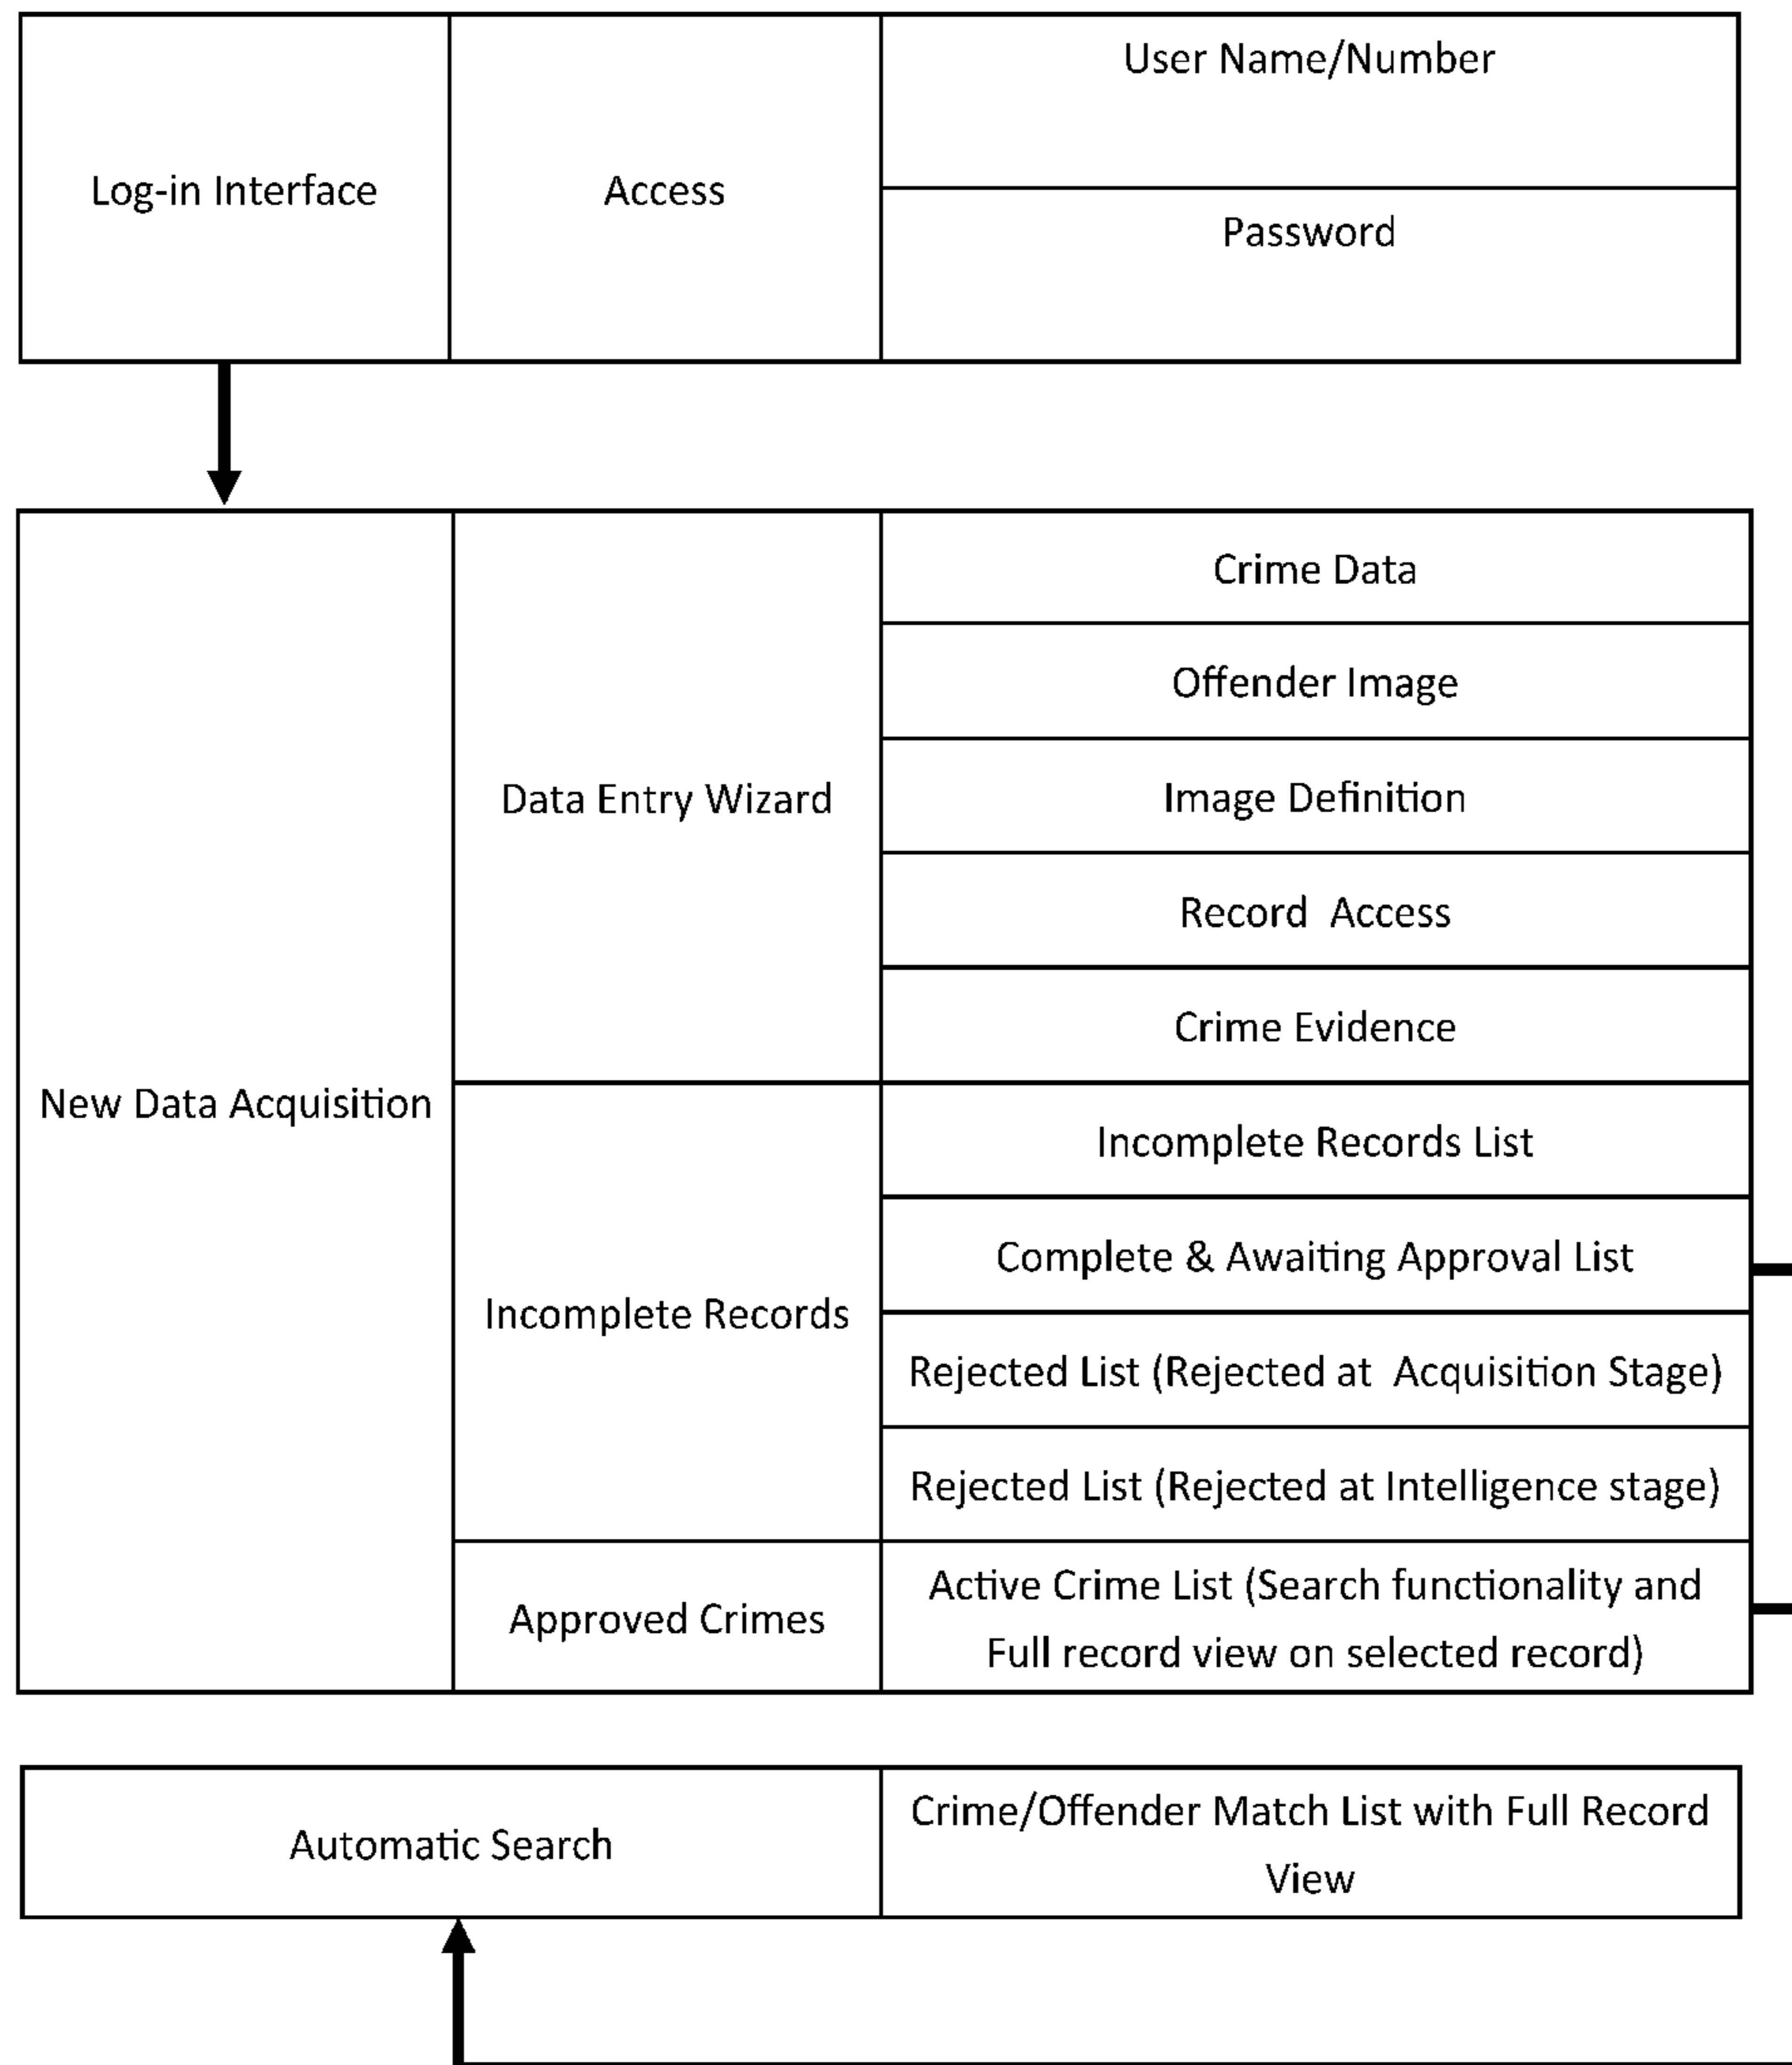 User Name/Number
Log-in Interface
Access
Password
Crime Data
Offender Image
Data Entry Wizard
Image Definition
Record Access
Crime Evidence
New Data Acquisition
Incomplete Records List
Complete & Awaiting Approval List
Incomplete Records
Rejected List (Rejected at Acquisition Stage)
Rejected List (Rejected at Intelligence stage)
Approved Crimes
Active Crime List (Search functionality and
Full record view on selected record)
Automatic Search
Crime/Offender Match List with Full Record
View